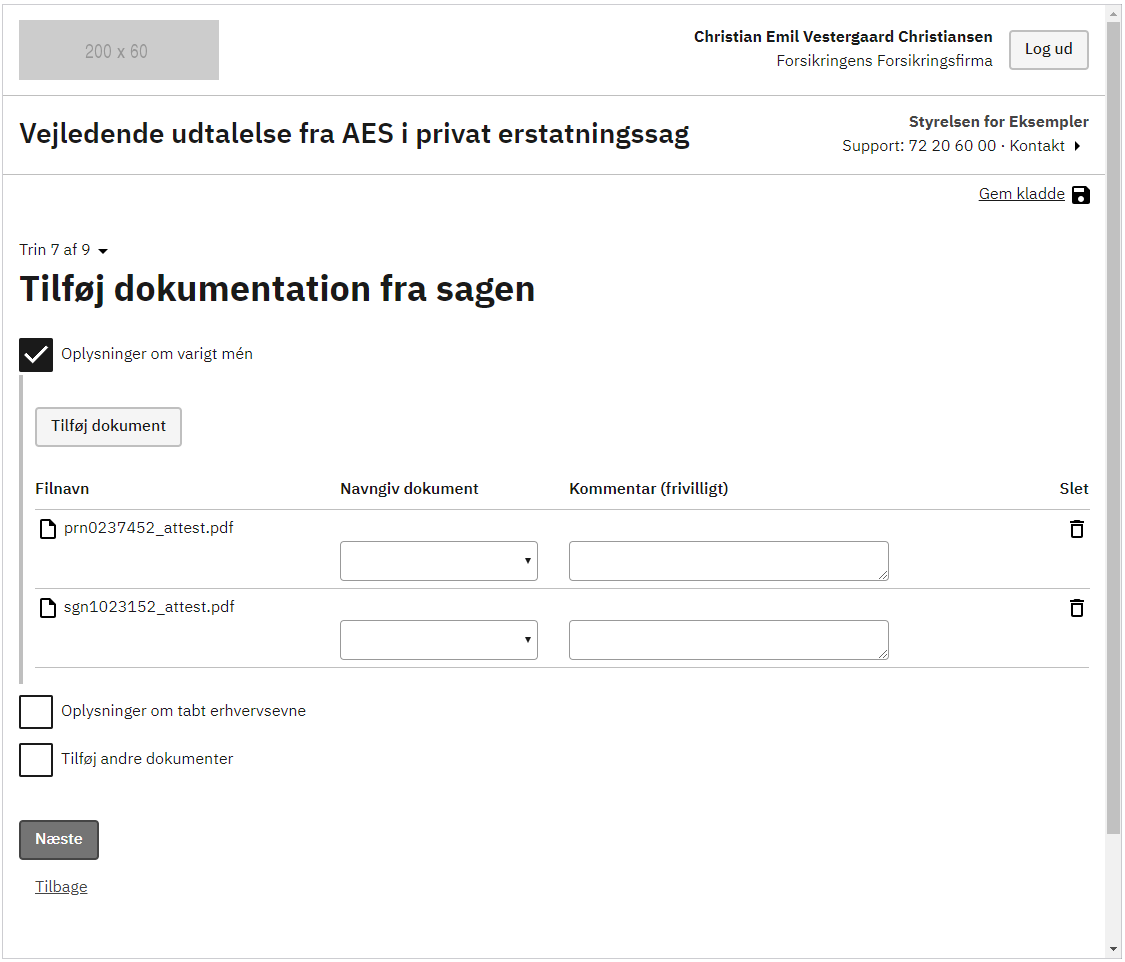 200 x 60
Christian Emil Vestergaard Christiansen
Forsikringens Forsikringsfirma
Log ud
Vejledende udtalelse fra AES i privat erstatningssag
Styrelsen for Eksempler
Support: 72 20 60 00 · Kontakt
Gem kladde
Trin 7 af 9
Tilføj dokumentation fra sagen
Oplysninger om varigt mén
Tilføj dokument
Filnavn Navngiv dokument Kommentar (frivilligt) Slet
prn0237452_attest.pdf
sgn1023152_attest.pdf
Oplysninger om tabt erhvervsevne
Tilføj andre dokumenter
Næste
Tilbage